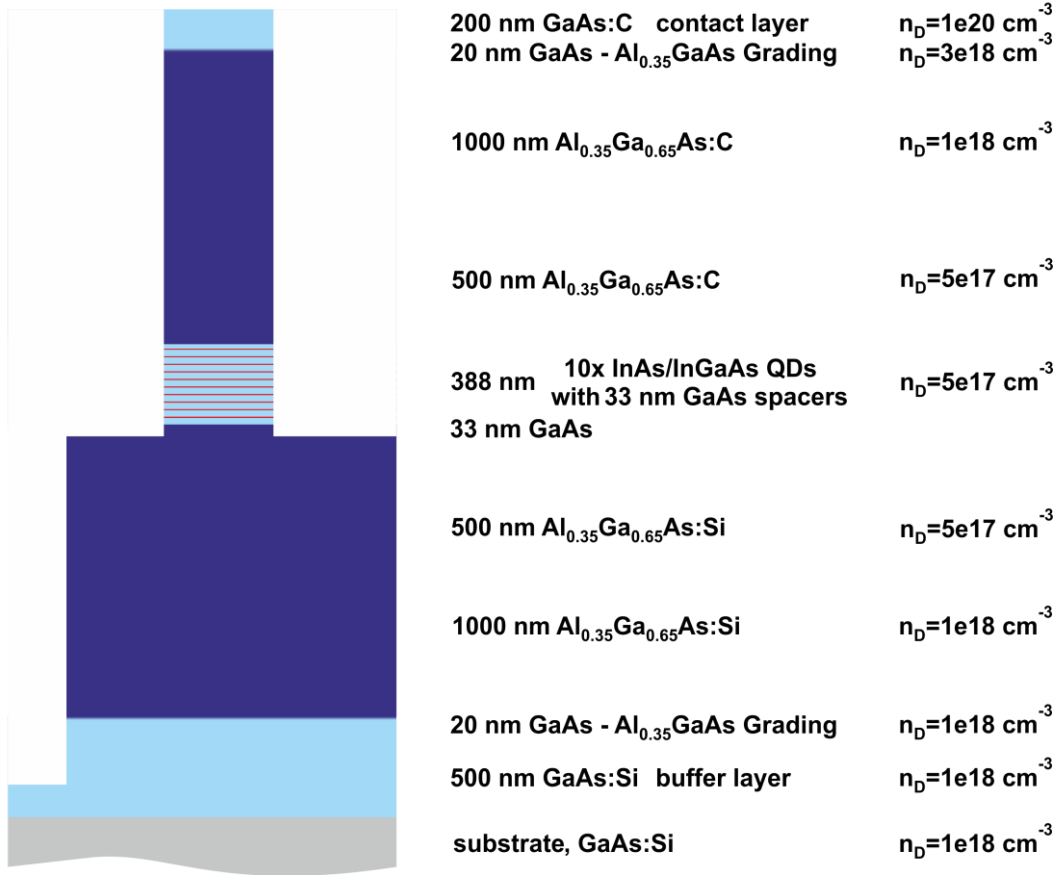 200 nm GaAs:C contact layer n_D=1e20 cm^-3
20 nm GaAs - Al_0.35GaAs Grading n_D=3e18 cm^-3
1000 nm Al_0.35Ga_0.65As:C n_D=1e18 cm^-3
500 nm Al_0.35Ga_0.65As:C n_D=5e17 cm^-3
388 nm 10x InAs/InGaAs QDs
with 33 nm GaAs spacers n_D=5e17 cm^-3
33 nm GaAs
500 nm Al_0.35Ga_0.65As:Si n_D=5e17 cm^-3
1000 nm Al_0.35Ga_0.65As:Si n_D=1e18 cm^-3
20 nm GaAs - Al_0.35GaAs Grading n_D=1e18 cm^-3
500 nm GaAs:Si buffer layer n_D=1e18 cm^-3
substrate, GaAs:Si n_D=1e18 cm^-3